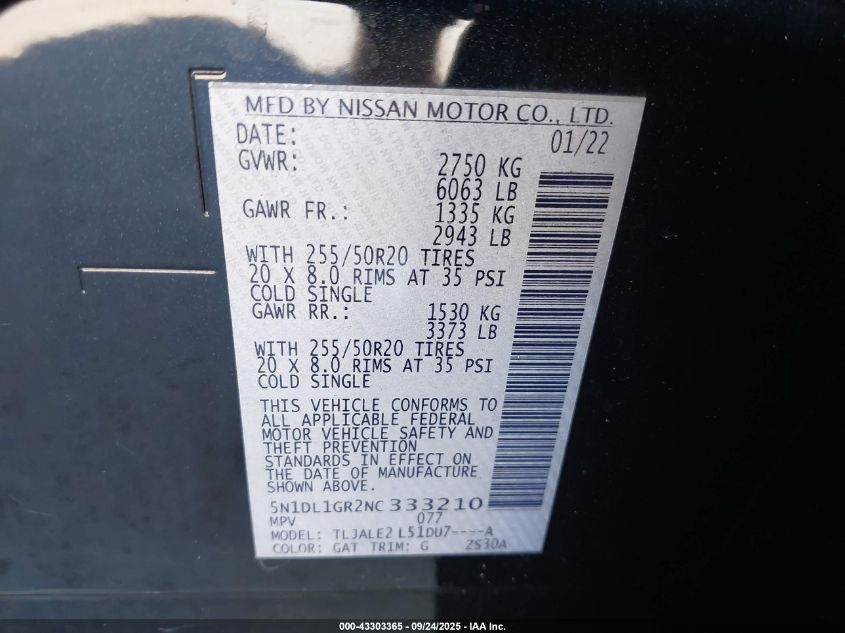 MFD BY NISSAN MOTOR CO., LTD.
DATE: 01/22
GVWR: 2750 KG
6063 LB
GAWR FR.: 1335 KG
2943 LB
WITH 255/50R20 TIRES
20 X 8.0 RIMS AT 35 PSI
COLD SINGLE
GAWR RR.: 1530 KG
3373 LB
WITH 255/50R20 TIRES
20 X 8.0 RIMS AT 35 PSI
COLD SINGLE
THIS VEHICLE CONFORMS TO
ALL APPLICABLE FEDERAL
MOTOR VEHICLE SAFETY AND
THEFT PREVENTION
STANDARDS IN EFFECT ON
THE DATE OF MANUFACTURE
SHOWN ABOVE.
5N1DL1GR2NC333210
MPV 077
MODEL: TLJALE2 L51DU7----A
COLOR: GAT TRIM: G ZS30A
000-43303365 - 09/24/2025 - IAA Inc.